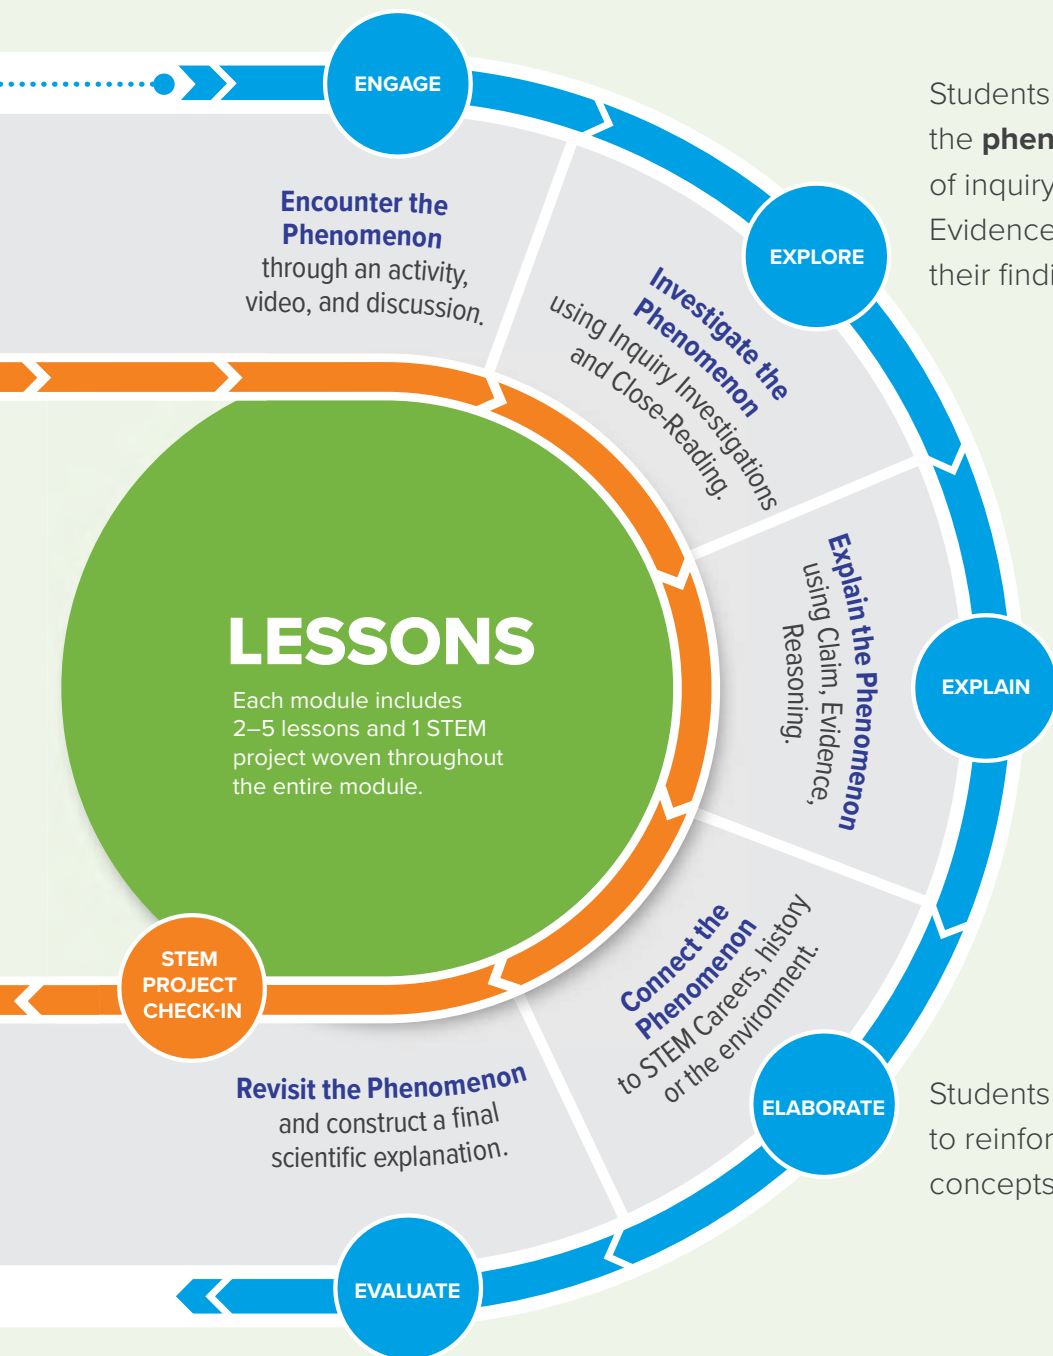 ENGAGE
Encounter the
Phenomenon
through an activity,
video, and discussion.
EXPLORE
Investigate the
Phenomenon
using Inquiry Investigations
and Close-Reading.
EXPLAIN
Explain the Phenomenon
using Claim, Evidence,
Reasoning.
ELABORATE
Connect the
Phenomenon
to STEM Careers, history
or the environment.
EVALUATE
Revisit the Phenomenon
and construct a final
scientific explanation.
LESSONS
Each module includes
2–5 lessons and 1 STEM
project woven throughout
the entire module.
STEM
PROJECT
CHECK-IN
Students
the phen
of inquiry
Evidence
their findi
Students
to reinfor
concepts